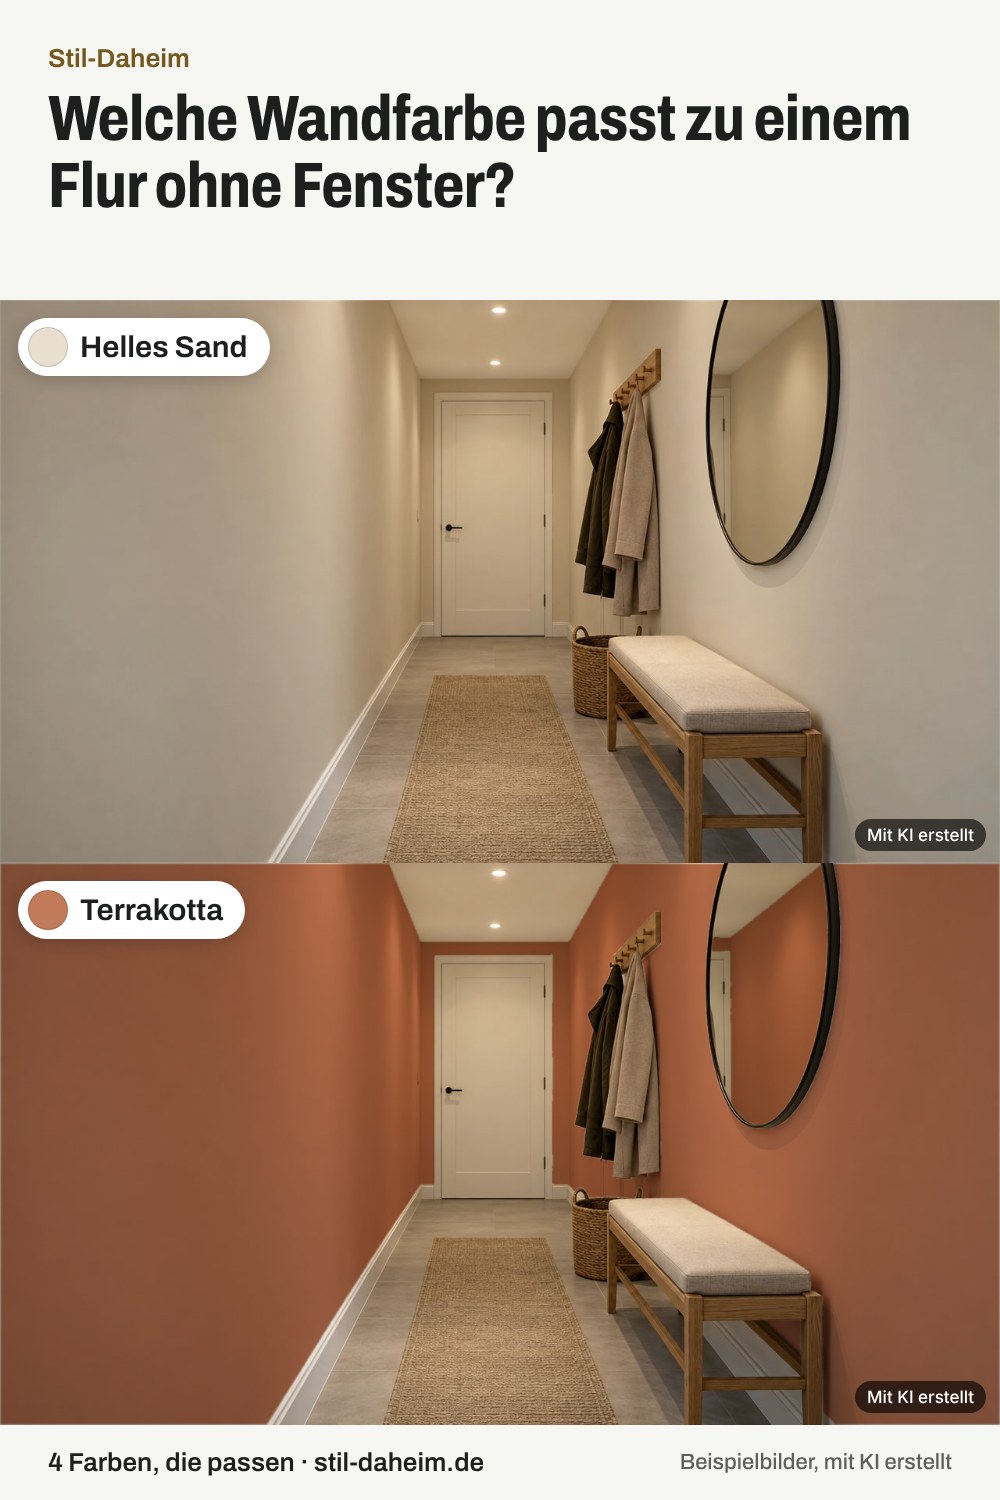 Stil-Daheim
Welche Wandfarbe passt zu einem
Flur ohne Fenster?
Helles Sand
Mit KI erstellt
Terrakotta
Mit KI erstellt
4 Farben, die passen · stil-daheim.de
Beispielbilder, mit KI erstellt